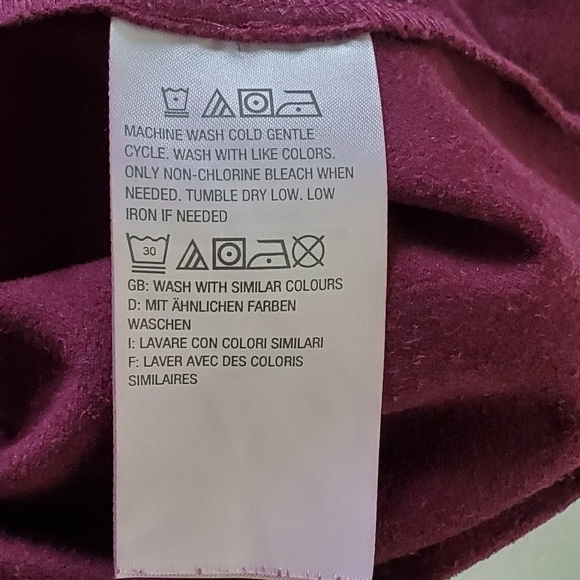 MACHINE WASH COLD GENTLE
CYCLE. WASH WITH LIKE COLORS.
ONLY NON-CHLORINE BLEACH WHEN
NEEDED. TUMBLE DRY LOW. LOW
IRON IF NEEDED
30
GB: WASH WITH SIMILAR COLOURS
D: MIT ÄHNLICHEN FARBEN
WASCHEN
I: LAVARE CON COLORI SIMILARI
F: LAVER AVEC DES COLORIS
SIMILAIRES